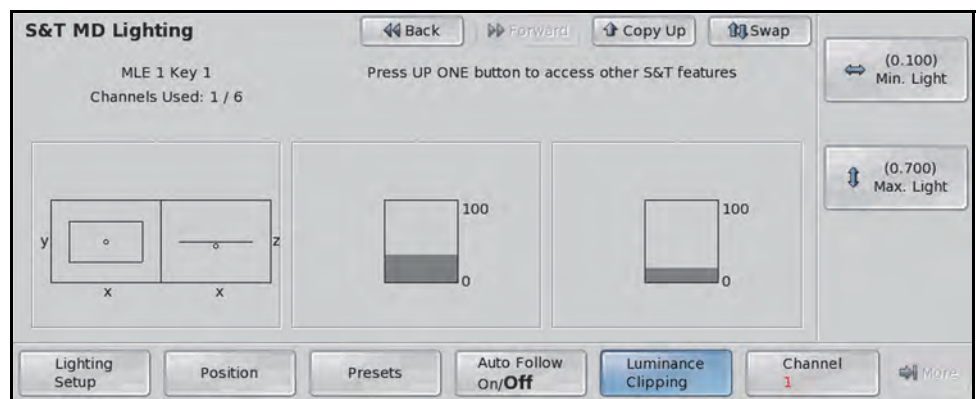 S&T MD Lighting
Back
Forward
Copy Up
Swap
MLE 1 Key 1
Channels Used: 1 / 6
Press UP ONE button to access other S&T features
(0.100)
Min. Light
(0.700)
Max. Light
y
z
x
x
100
0
100
0
Lighting
Setup
Position
Presets
Auto Follow
On/Off
Luminance
Clipping
Channel
1
More